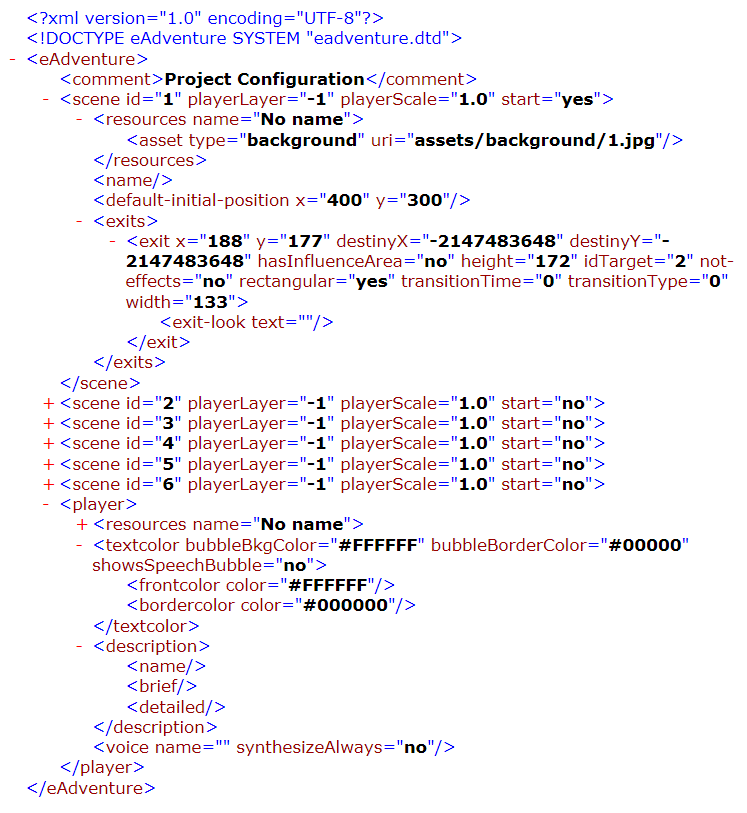 <?xml version="1.0" encoding="UTF-8"?>
<!DOCTYPE eAdventure SYSTEM "eadventure.dtd">
- <eAdventure>
<comment>Project Configuration</comment>
- <scene id="1" playerLayer="-1" playerScale="1.0" start="yes">
- <resources name="No name">
<asset type="background" uri="assets/background/1.jpg"/>
</resources>
<name/>
<default-initial-position x="400" y="300"/>
- <exits>
- <exit x="188" y="177" destinyX="-2147483648" destinyY="-
2147483648" hasInfluenceArea="no" height="172" idTarget="2" not-
effects="no" rectangular="yes" transitionTime="0" transitionType="0"
width="133">
<exit-look text=""/>
</exit>
</exits>
</scene>
+ <scene id="2" playerLayer="-1" playerScale="1.0" start="no">
+ <scene id="3" playerLayer="-1" playerScale="1.0" start="no">
+ <scene id="4" playerLayer="-1" playerScale="1.0" start="no">
+ <scene id="5" playerLayer="-1" playerScale="1.0" start="no">
+ <scene id="6" playerLayer="-1" playerScale="1.0" start="no">
- <player>
+ <resources name="No name">
- <textcolor bubbleBkgColor="#FFFFFF" bubbleBorderColor="#00000"
showsSpeechBubble="no">
<frontcolor color="#FFFFFF"/>
<bordercolor color="#000000"/>
</textcolor>
- <description>
<name/>
<brief/>
<detailed/>
</description>
<voice name="" synthesizeAlways="no"/>
</player>
</eAdventure>